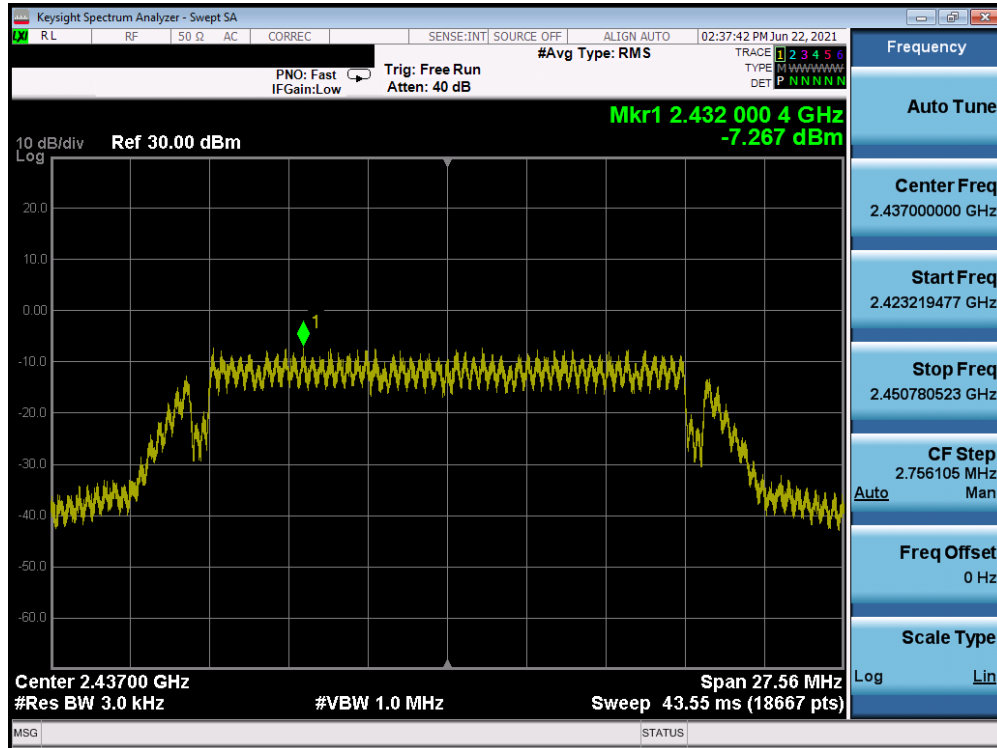 Keysight Spectrum Analyzer - Swept SA
LXI RL RF 50 Ω AC CORREC SENSE:INT SOURCE OFF ALIGN AUTO 02:37:42 PM Jun 22, 2021
#Avg Type: RMS
TRACE 1 2 3 4 5 6
TYPE M WWWWW
DET P N N N N N
PNO: Fast
IFGain:Low
Trig: Free Run
Atten: 40 dB
Mkr1 2.432 000 4 GHz
-7.267 dBm
10 dB/div
Log
Ref 30.00 dBm
20.0
10.0
0.00
-10.0
-20.0
-30.0
-40.0
-50.0
-60.0
1
Center 2.43700 GHz
Span 27.56 MHz
#Res BW 3.0 kHz
#VBW 1.0 MHz
Sweep 43.55 ms (18667 pts)
MSG
STATUS
Frequency
Auto Tune
Center Freq
2.437000000 GHz
Start Freq
2.423219477 GHz
Stop Freq
2.450780523 GHz
CF Step
2.756105 MHz
Auto Man
Freq Offset
0 Hz
Scale Type
Log Lin